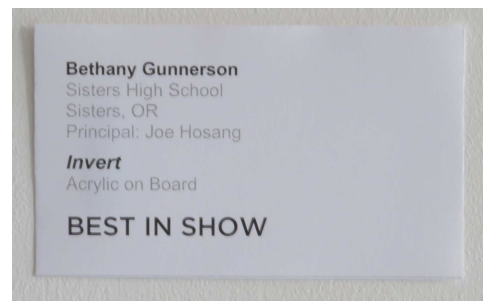 Bethany Gunnerson
Sisters High School
Sisters, OR
Principal: Joe Hosang
Invert
Acrylic on Board
BEST IN SHOW